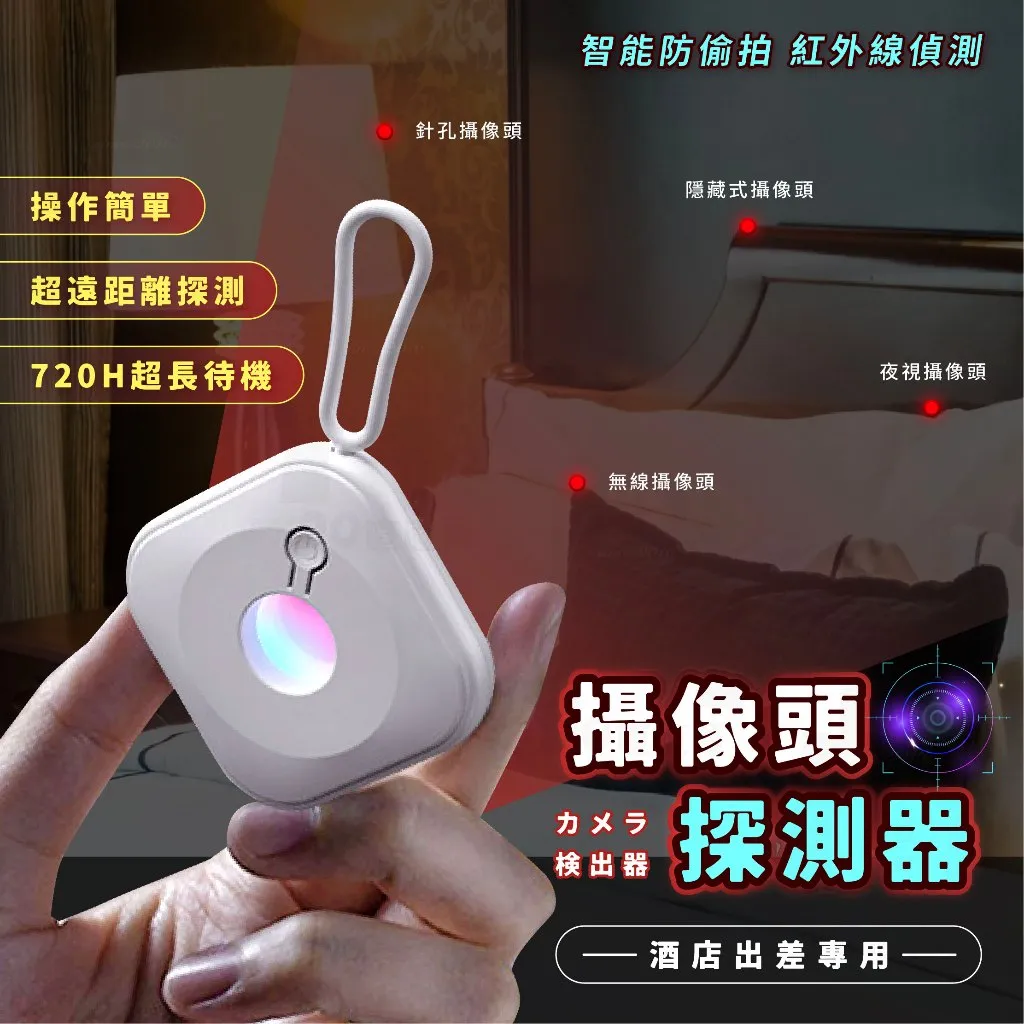 智能防偷拍 紅外線偵測
針孔攝像頭
隱藏式攝像頭
操作簡單
超遠距離探測
720H超長待機
夜視攝像頭
無線攝像頭
攝像頭
カメラ
検出器
探測器
酒店出差專用